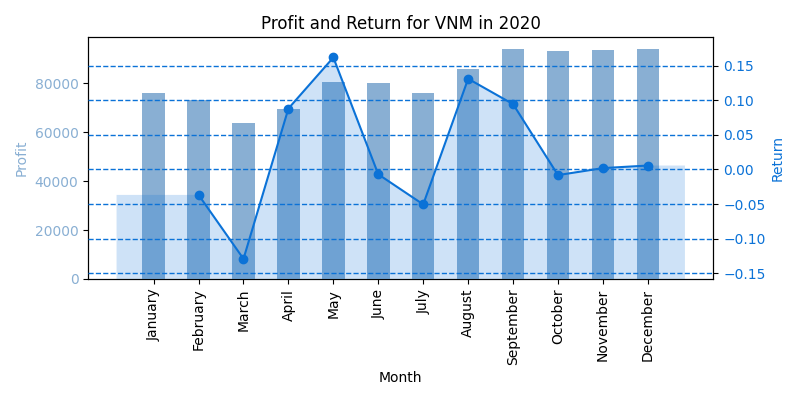 Profit and Return for VNM in 2020
Profit
80000
60000
40000
20000
0
0.15
0.10
0.05
0.00
−0.05
−0.10
−0.15
Return
January
February
March
April
May
June
July
August
September
October
November
December
Month